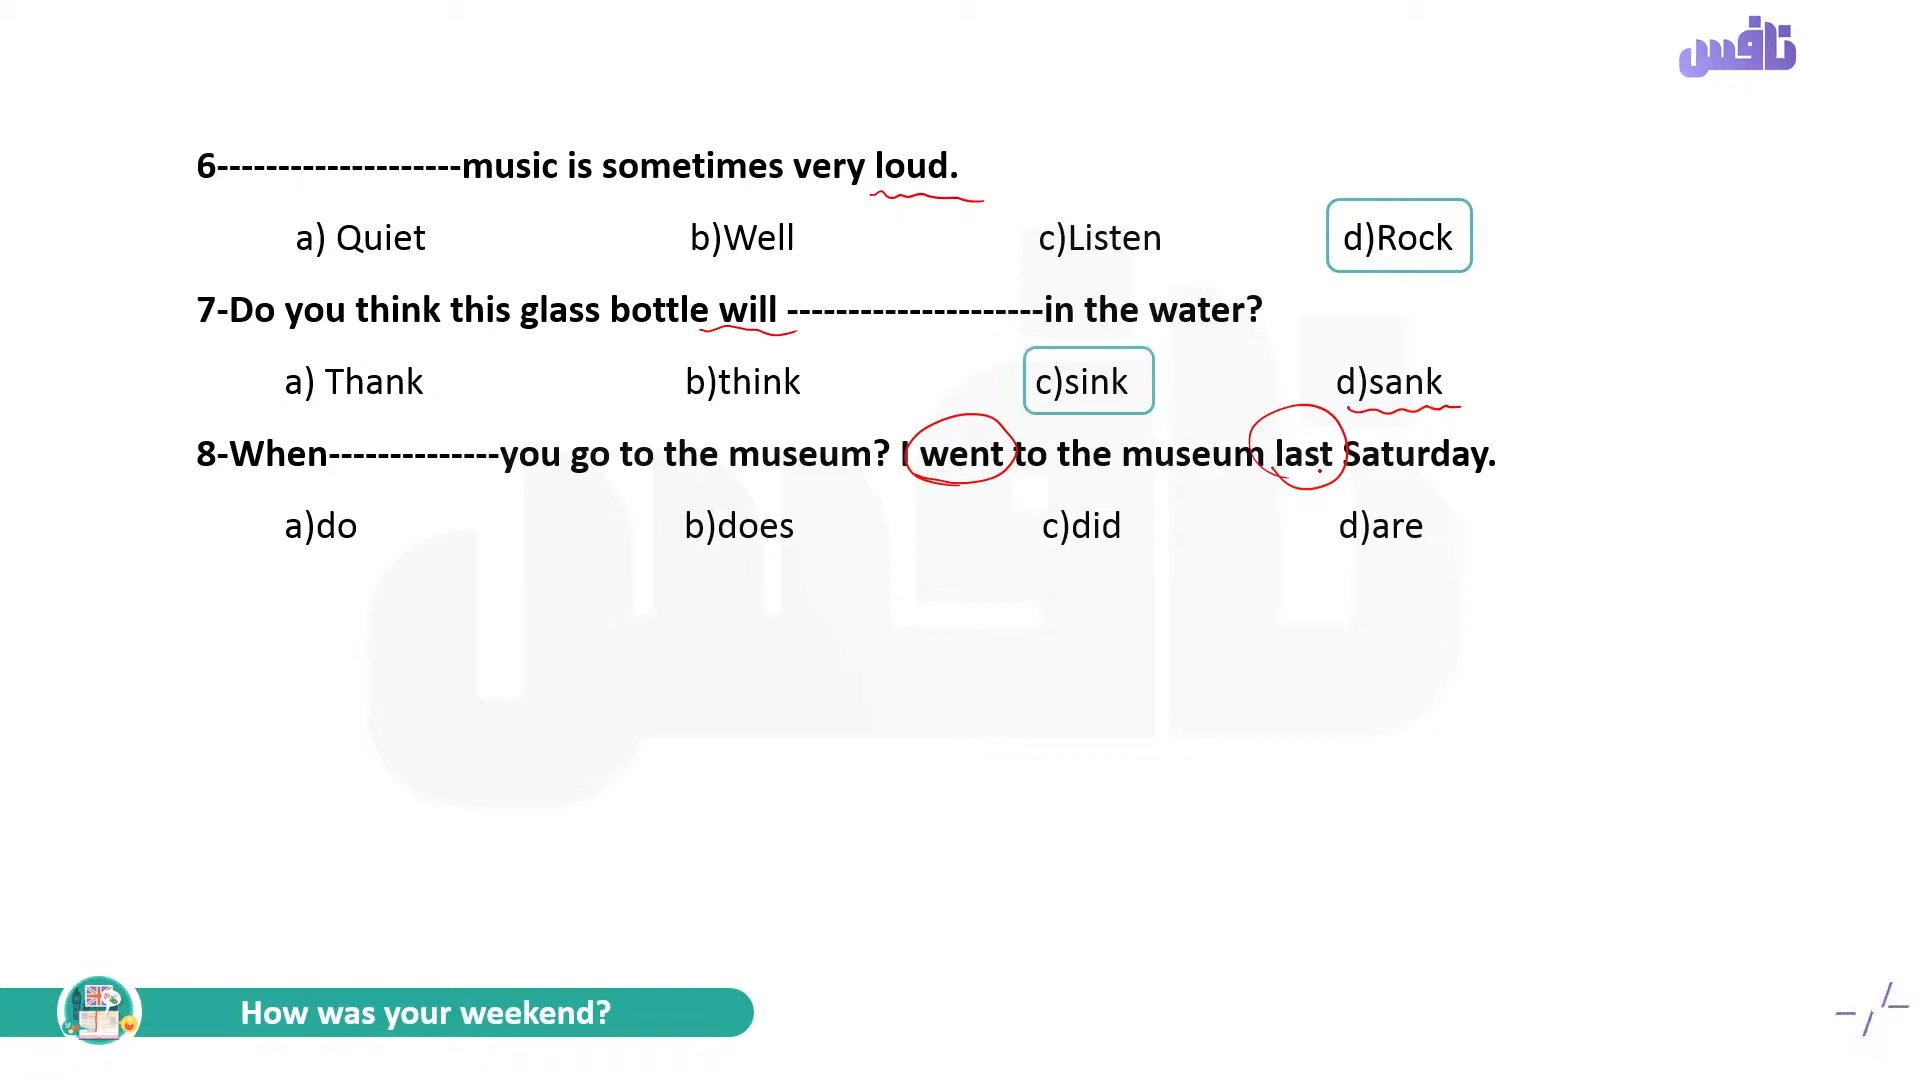 نافس
6--------------------music is sometimes very loud.
a) Quiet b)Well c)Listen d)Rock
7-Do you think this glass bottle will ---------------------in the water?
a) Thank b)think c)sink d)sank
8-When--------------you go to the museum? I went to the museum last Saturday.
a)do b)does c)did d)are
How was your weekend?